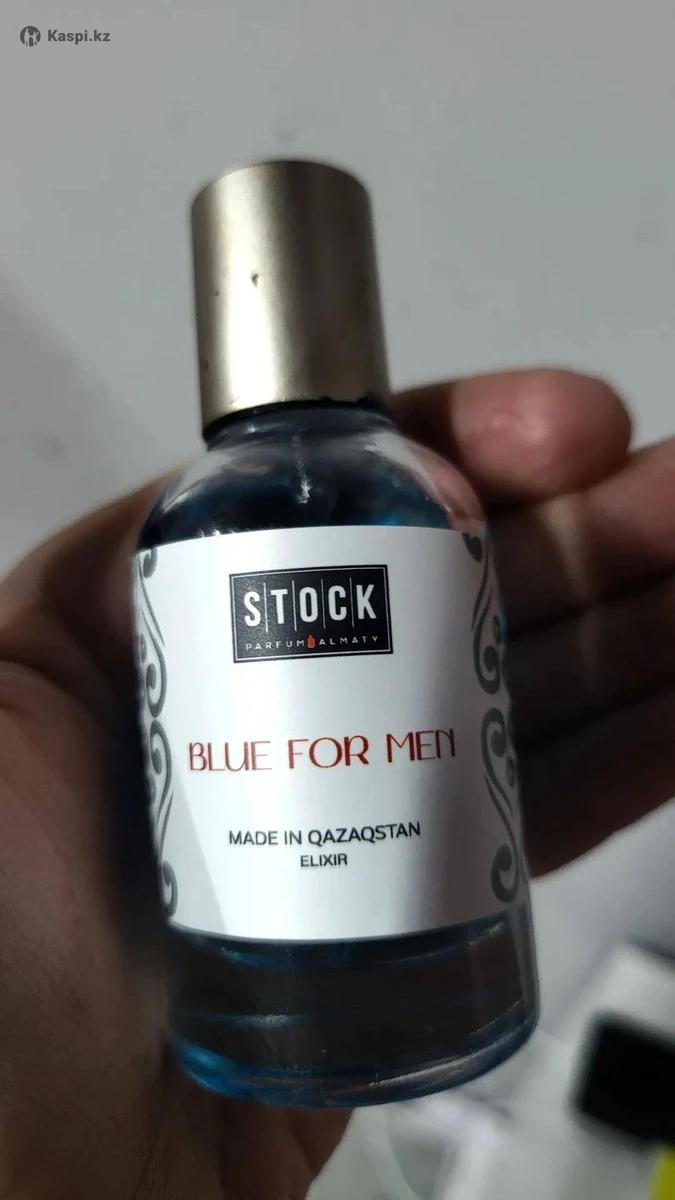 Kaspi.kz
STOCK
PARFUM ALMATY
BLUE FOR MEN
MADE IN QAZAQSTAN
ELIXIR